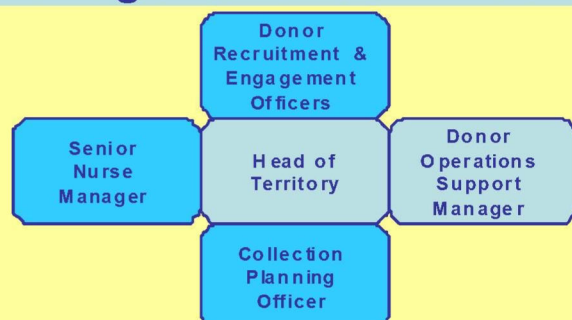 Donor
Recruitment &
Engagement
Officers
Senior
Nurse
Manager
Head of
Territory
Donor
Operations
Support
Manager
Collection
Planning
Officer